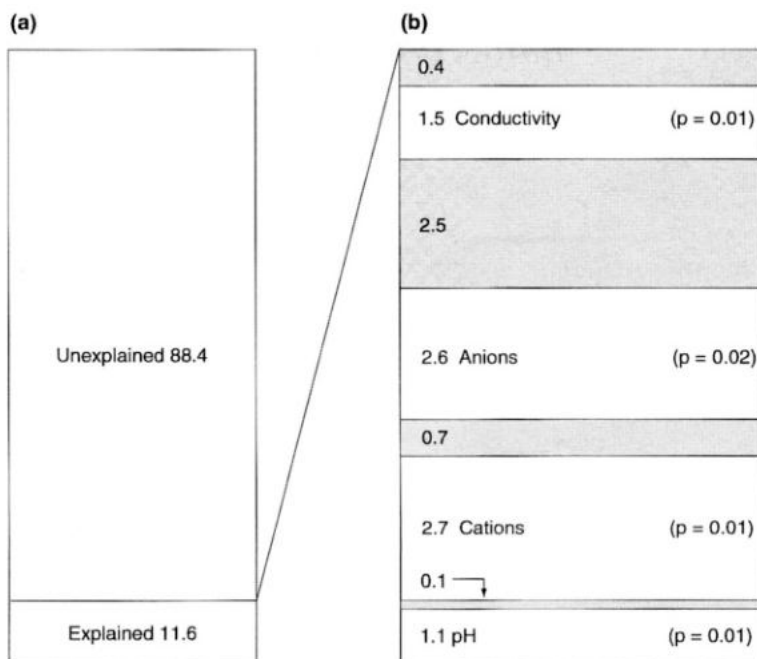 (a)
Unexplained 88.4
Explained 11.6
(b)
0.4
1.5 Conductivity (p = 0.01)
2.5
2.6 Anions (p = 0.02)
0.7
2.7 Cations (p = 0.01)
0.1
1.1 pH (p = 0.01)